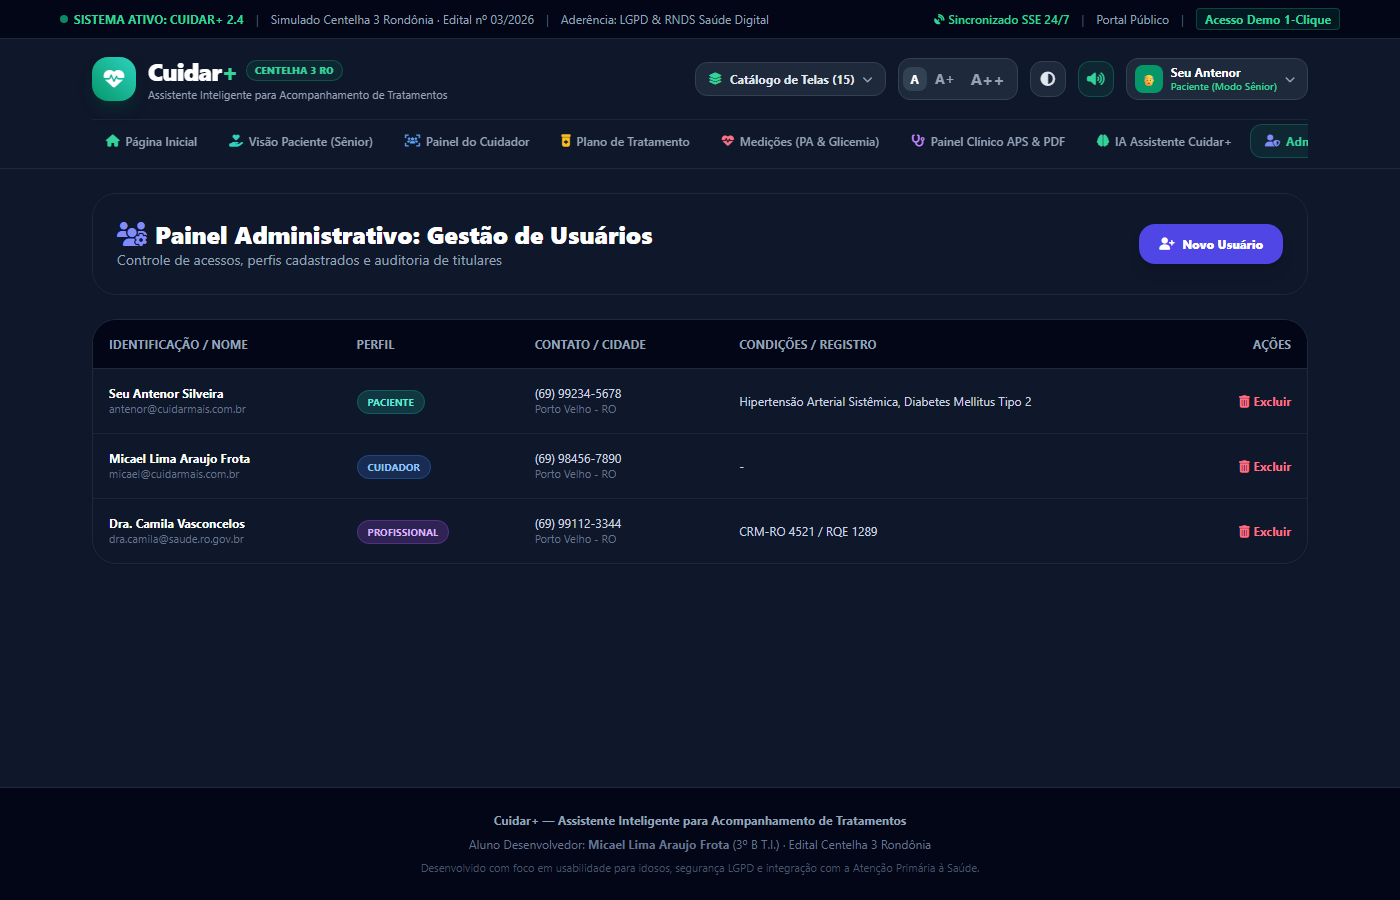 SISTEMA ATIVO: CUIDAR+ 2.4 | Simulado Centelha 3 Rondônia · Edital nº 03/2026 | Aderência: LGPD & RNDS Saúde Digital
Sincronizado SSE 24/7 | Portal Público | Acesso Demo 1-Clique
Cuidar+ CENTELHA 3 RO
Assistente Inteligente para Acompanhamento de Tratamentos
Catálogo de Telas (15)
A A+ A++
Seu Antenor
Paciente (Modo Sênior)
Página Inicial
Visão Paciente (Sênior)
Painel do Cuidador
Plano de Tratamento
Medições (PA & Glicemia)
Painel Clínico APS & PDF
IA Assistente Cuidar+
Adm
Painel Administrativo: Gestão de Usuários
Controle de acessos, perfis cadastrados e auditoria de titulares
Novo Usuário
IDENTIFICAÇÃO / NOME PERFIL CONTATO / CIDADE CONDIÇÕES / REGISTRO AÇÕES
Seu Antenor Silveira
antenor@cuidarmais.com.br
PACIENTE
(69) 99234-5678
Porto Velho - RO
Hipertensão Arterial Sistêmica, Diabetes Mellitus Tipo 2
Excluir
Micael Lima Araujo Frota
micael@cuidarmais.com.br
CUIDADOR
(69) 98456-7890
Porto Velho - RO
-
Excluir
Dra. Camila Vasconcelos
dra.camila@saude.ro.gov.br
PROFISSIONAL
(69) 99112-3344
Porto Velho - RO
CRM-RO 4521 / RQE 1289
Excluir
Cuidar+ — Assistente Inteligente para Acompanhamento de Tratamentos
Aluno Desenvolvedor: Micael Lima Araujo Frota (3º B T.I.) · Edital Centelha 3 Rondônia
Desenvolvido com foco em usabilidade para idosos, segurança LGPD e integração com a Atenção Primária à Saúde.